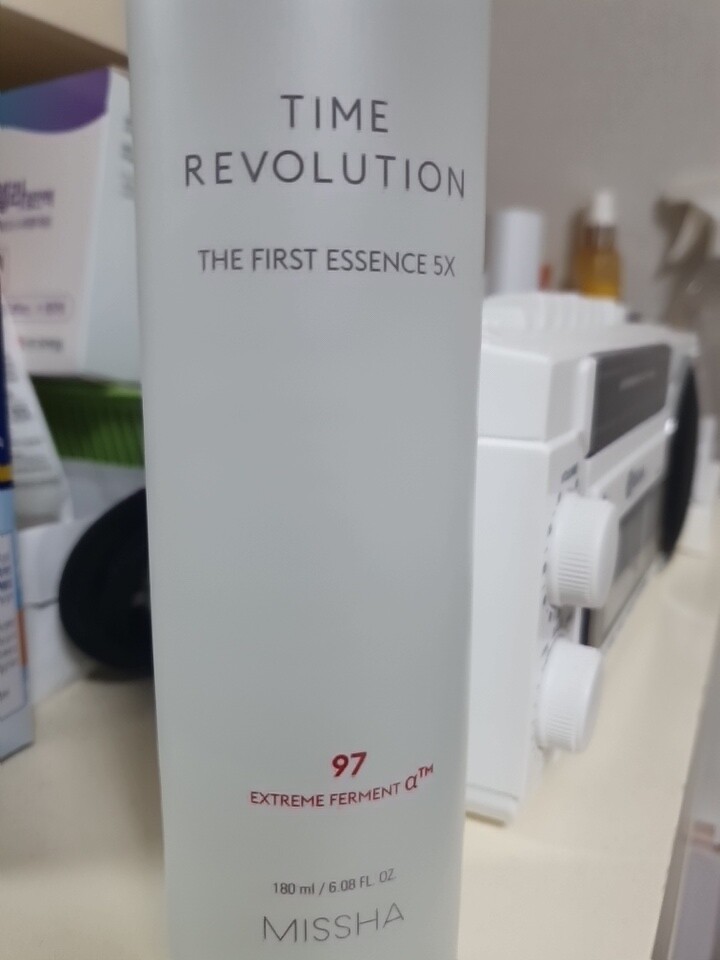 TIME
REVOLUTION
THE FIRST ESSENCE 5X
97
EXTREME FERMENT α™
180 ml / 6.08 FL. OZ
MISSHA